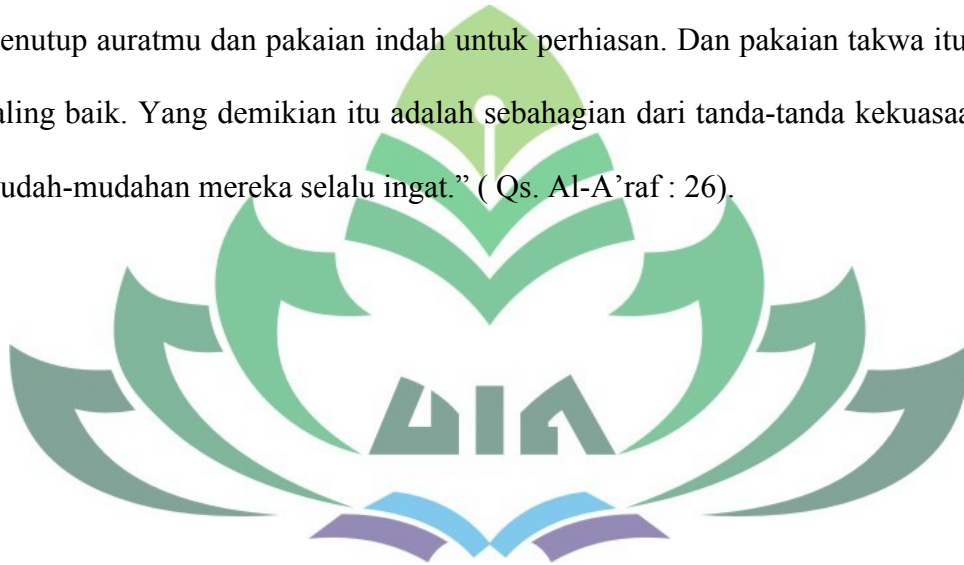 enutup auratmu dan pakaian indah untuk perhiasan. Dan pakaian takwa itu
aling baik. Yang demikian itu adalah sebahagian dari tanda-tanda kekuasaa
udah-mudahan mereka selalu ingat.” ( Qs. Al-A’raf : 26).
UIN